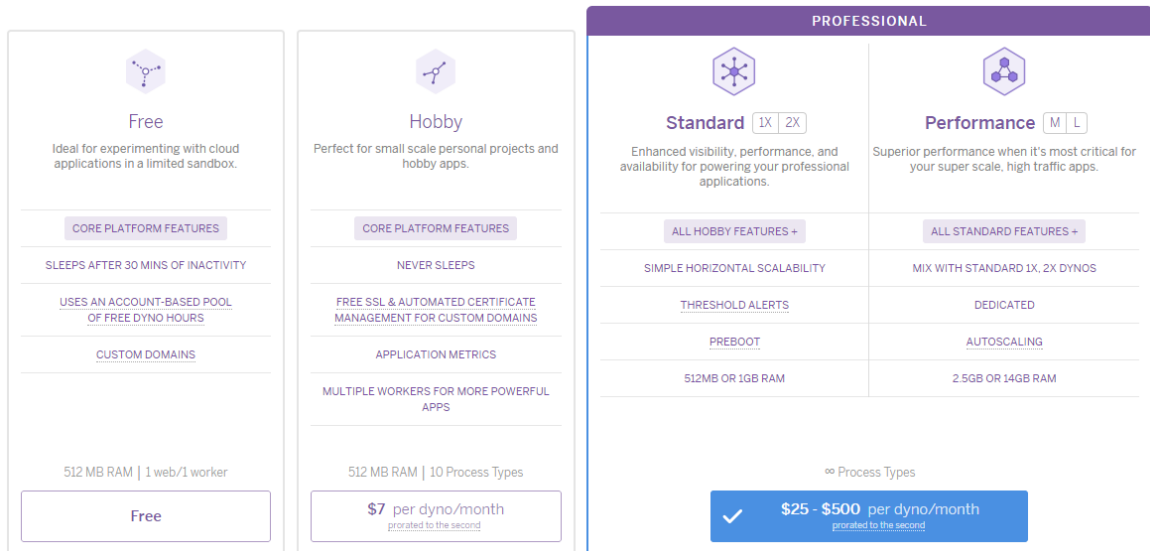 PROFESSIONAL
Free
Ideal for experimenting with cloud
applications in a limited sandbox.
CORE PLATFORM FEATURES
SLEEPS AFTER 30 MINS OF INACTIVITY
USES AN ACCOUNT-BASED POOL
OF FREE DYNO HOURS
CUSTOM DOMAINS
512 MB RAM | 1 web/1 worker
Free
Hobby
Perfect for small scale personal projects and
hobby apps.
CORE PLATFORM FEATURES
NEVER SLEEPS
FREE SSL & AUTOMATED CERTIFICATE
MANAGEMENT FOR CUSTOM DOMAINS
APPLICATION METRICS
MULTIPLE WORKERS FOR MORE POWERFUL
APPS
512 MB RAM | 10 Process Types
$7 per dyno/month
prorated to the second
Standard 1X 2X
Enhanced visibility, performance, and
availability for powering your professional
applications.
ALL HOBBY FEATURES +
SIMPLE HORIZONTAL SCALABILITY
THRESHOLD ALERTS
PREBOOT
512MB OR 1GB RAM
Performance M L
Superior performance when it's most critical for
your super scale, high traffic apps.
ALL STANDARD FEATURES +
MIX WITH STANDARD 1X, 2X DYNOS
DEDICATED
AUTOSCALING
2.5GB OR 14GB RAM
∞ Process Types
$25 - $500 per dyno/month
prorated to the second